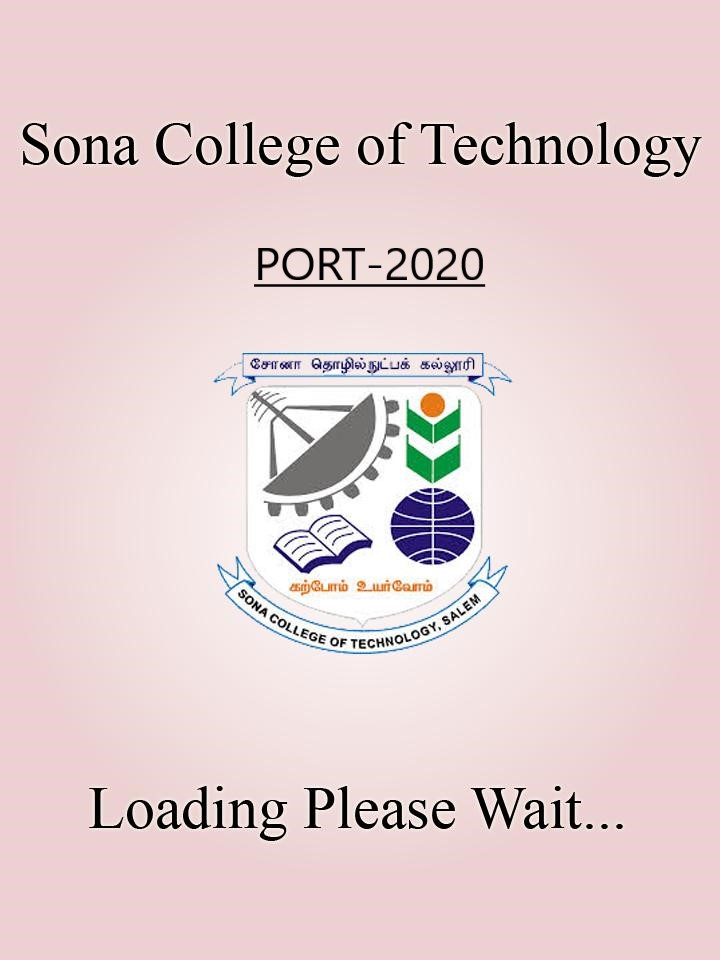 Sona College of Technology
PORT-2020
சோனா தொழில்நுட்பக் கல்லூரி
கற்போம் உயர்வோம்
SONA COLLEGE OF TECHNOLOGY, SALEM
Loading Please Wait...